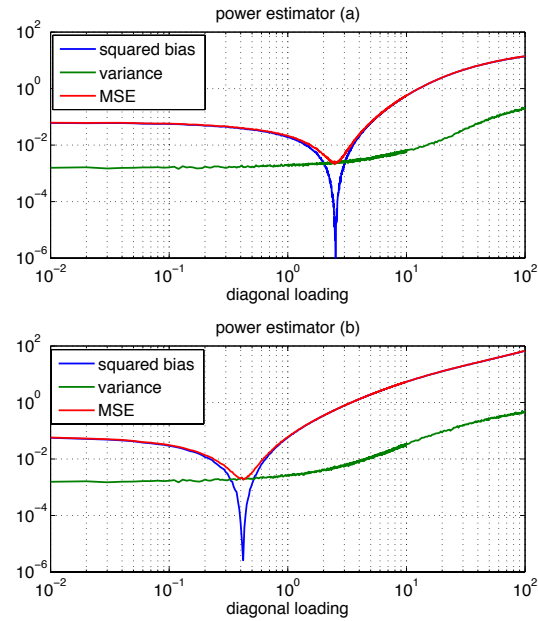 power estimator (a)
10^2
10^0
10^-2
10^-4
10^-6
squared bias
variance
MSE
10^-2 10^-1 10^0 10^1 10^2
diagonal loading
power estimator (b)
10^2
10^0
10^-2
10^-4
10^-6
squared bias
variance
MSE
10^-2 10^-1 10^0 10^1 10^2
diagonal loading